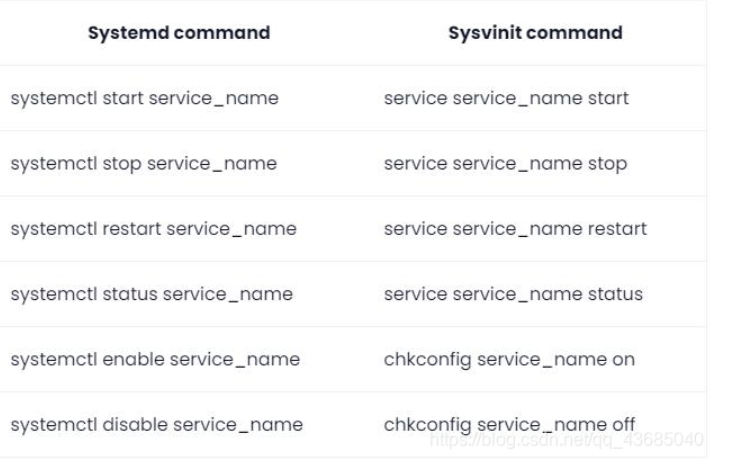 Systemd command Sysvinit command
systemctl start service_name service service_name start
systemctl stop service_name service service_name stop
systemctl restart service_name service service_name restart
systemctl status service_name service service_name status
systemctl enable service_name chkconfig service_name on
systemctl disable service_name chkconfig service_name off
https://blog.csdn.net/qq_43685040